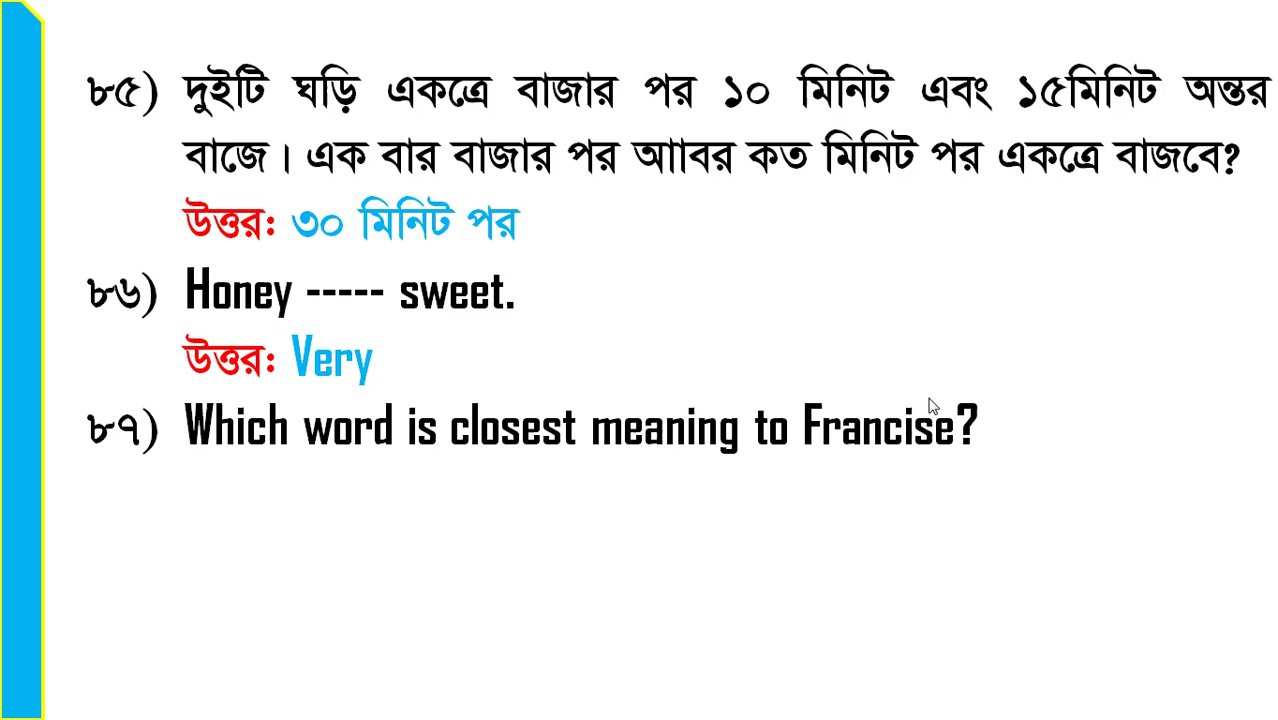 ৮৫) দুইটি ঘড়ি একত্রে বাজার পর ১০ মিনিট এবং ১৫মিনিট অন্তর
বাজে। এক বার বাজার পর আাবর কত মিনিট পর একত্রে বাজবে?
উত্তর: ৩০ মিনিট পর
৮৬) Honey ----- sweet.
উত্তর: Very
৮৭) Which word is closest meaning to Francise?